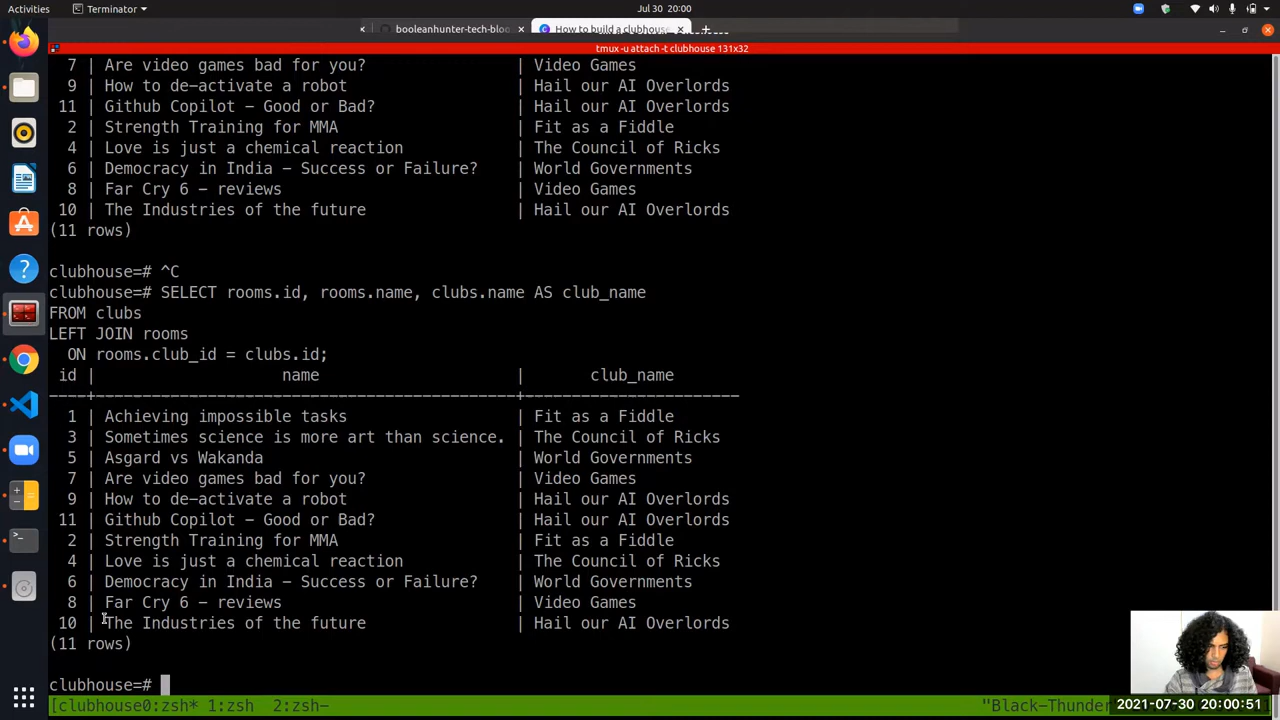 Activities
Terminator
Jul 30 20:00
booleanhunter-tech-blo
How to build a clubhouse
tmux -u attach -t clubhouse 131x32
7 | Are video games bad for you? | Video Games
9 | How to de-activate a robot | Hail our AI Overlords
11 | Github Copilot - Good or Bad? | Hail our AI Overlords
2 | Strength Training for MMA | Fit as a Fiddle
4 | Love is just a chemical reaction | The Council of Ricks
6 | Democracy in India - Success or Failure? | World Governments
8 | Far Cry 6 - reviews | Video Games
10 | The Industries of the future | Hail our AI Overlords
(11 rows)
clubhouse=# ^C
clubhouse=# SELECT rooms.id, rooms.name, clubs.name AS club_name
FROM clubs
LEFT JOIN rooms
ON rooms.club_id = clubs.id;
id | name | club_name
----+--------------------------------------------+-----------------------
1 | Achieving impossible tasks | Fit as a Fiddle
3 | Sometimes science is more art than science. | The Council of Ricks
5 | Asgard vs Wakanda | World Governments
7 | Are video games bad for you? | Video Games
9 | How to de-activate a robot | Hail our AI Overlords
11 | Github Copilot - Good or Bad? | Hail our AI Overlords
2 | Strength Training for MMA | Fit as a Fiddle
4 | Love is just a chemical reaction | The Council of Ricks
6 | Democracy in India - Success or Failure? | World Governments
8 | Far Cry 6 - reviews | Video Games
10 | The Industries of the future | Hail our AI Overlords
(11 rows)
clubhouse=#
[clubhouse0:zsh* 1:zsh 2:zsh- "Black-Thunder
2021-07-30 20:00:51